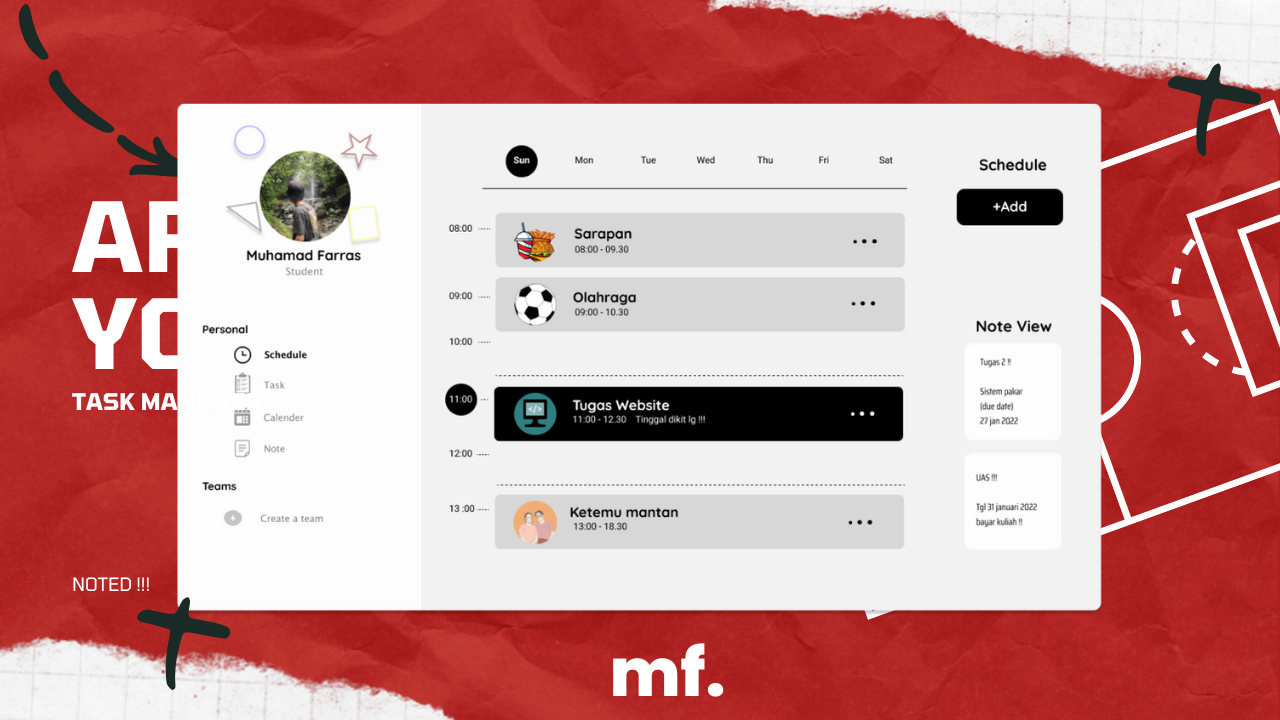 AP
YO
TASK MA
NOTED !!!
Muhamad Farras
Student
Personal
Schedule
Task
Calender
Note
Teams
Create a team
Sun Mon Tue Wed Thu Fri Sat
08:00
Sarapan
08:00 - 09.30
09:00
Olahraga
09:00 - 10.30
10:00
11:00
Tugas Website
11:00 - 12.30 Tinggal dikit lg !!!
12:00
13 :00
Ketemu mantan
13:00 - 18.30
Schedule
+Add
Note View
Tugas 2 !!
Sistem pakar
(due date)
27 jan 2022
UAS !!!
Tgl 31 januari 2022
bayar kuliah !!
mf.